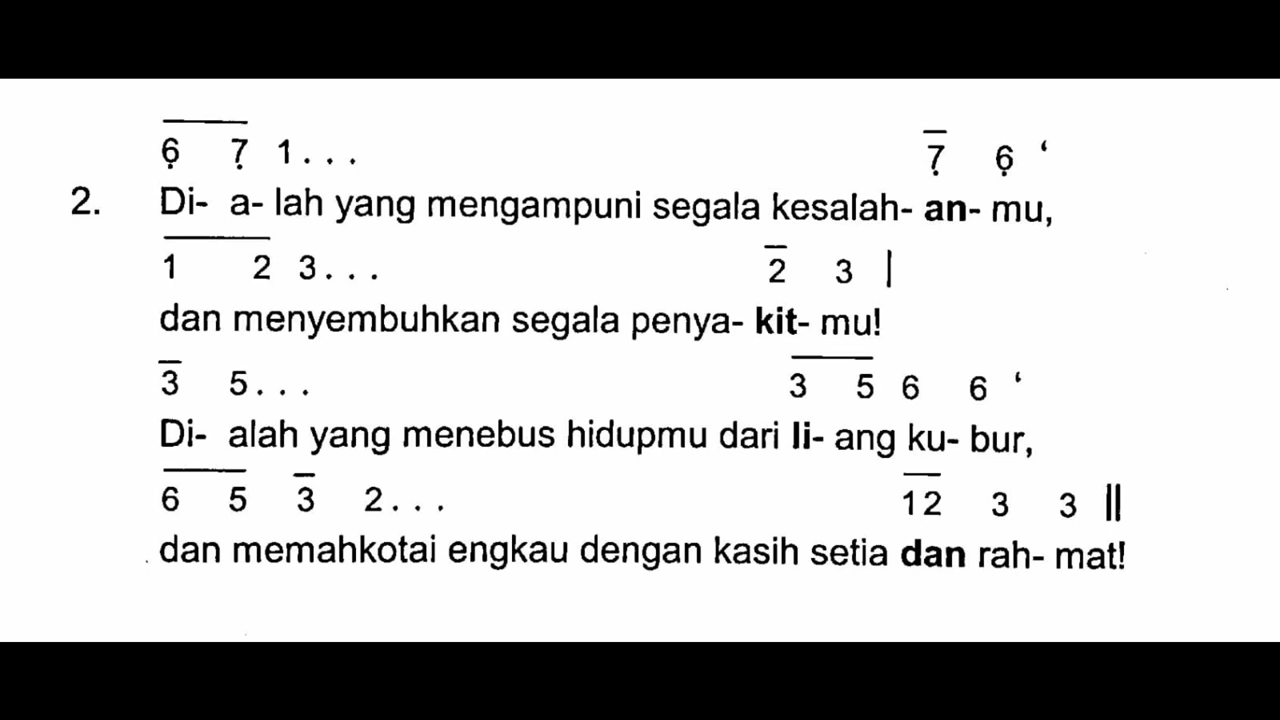 6̣ 7̣ 1 . . . 7̣ 6̣ ‘
2. Di- a- lah yang mengampuni segala kesalah- an- mu,
1 2 3 . . . 2 3 |
dan menyembuhkan segala penya- kit- mu!
3 5 . . . 3 5 6 6 ‘
Di- alah yang menebus hidupmu dari li- ang ku- bur,
6 5 3 2 . . . 12 3 3 ||
dan memahkotai engkau dengan kasih setia dan rah- mat!